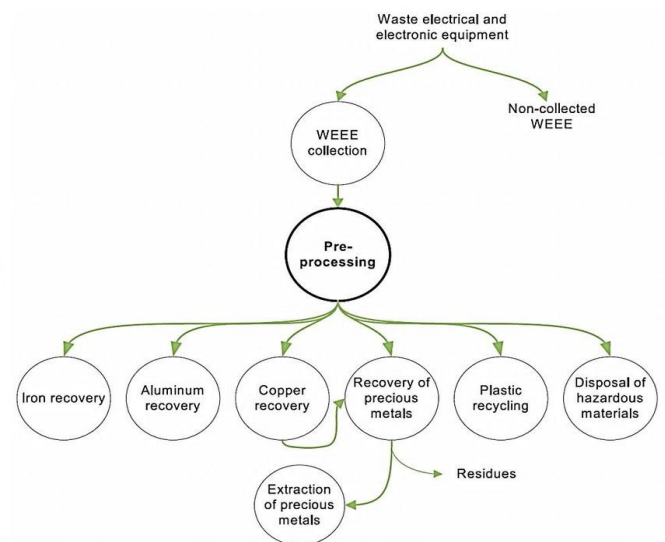 Waste electrical and
electronic equipment
Non-collected
WEEE
WEEE
collection
Pre-
processing
Iron recovery
Aluminum
recovery
Copper
recovery
Recovery of
precious
metals
Plastic
recycling
Disposal of
hazardous
materials
Residues
Extraction
of precious
metals